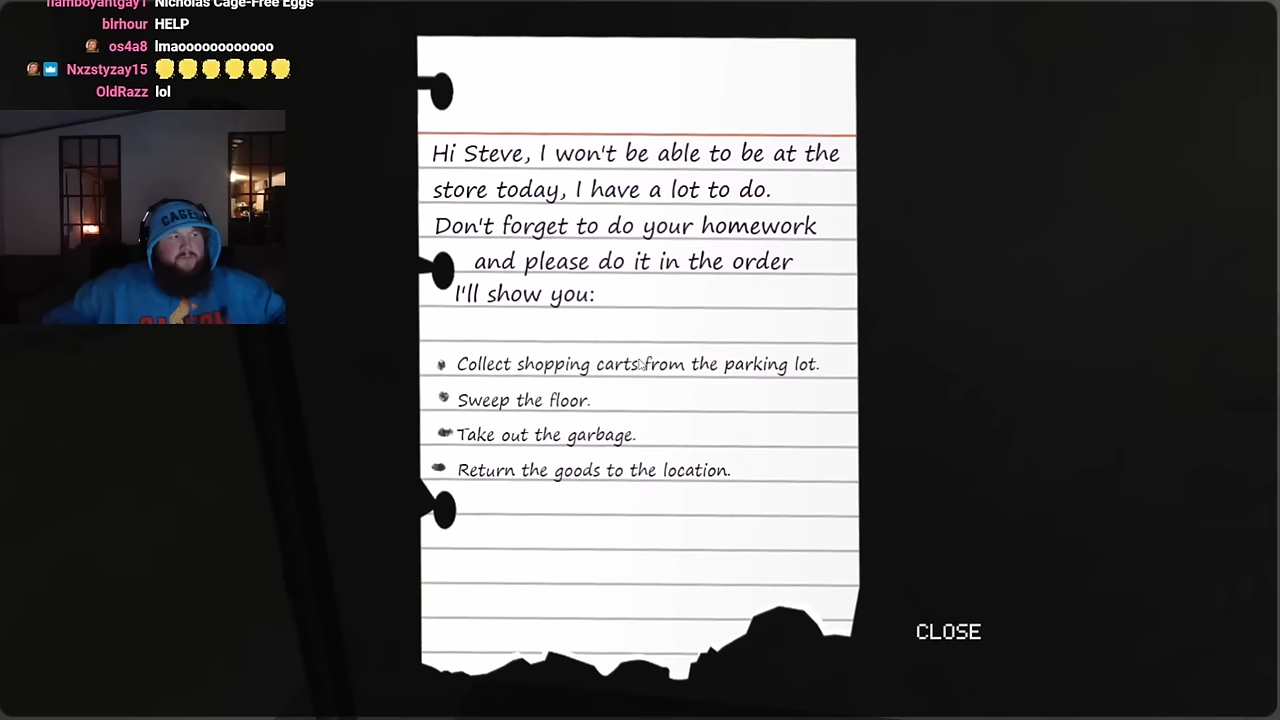 flamboyantgay1 Nicholas Cage-Free Eggs
blrhour HELP
os4a8 lmaoooooooooooo
Nxzstyzay15
OldRazz lol
CASE
Hi Steve, I won't be able to be at the
store today, I have a lot to do.
Don't forget to do your homework
and please do it in the order
I'll show you:
Collect shopping carts from the parking lot.
Sweep the floor.
Take out the garbage.
Return the goods to the location.
CLOSE